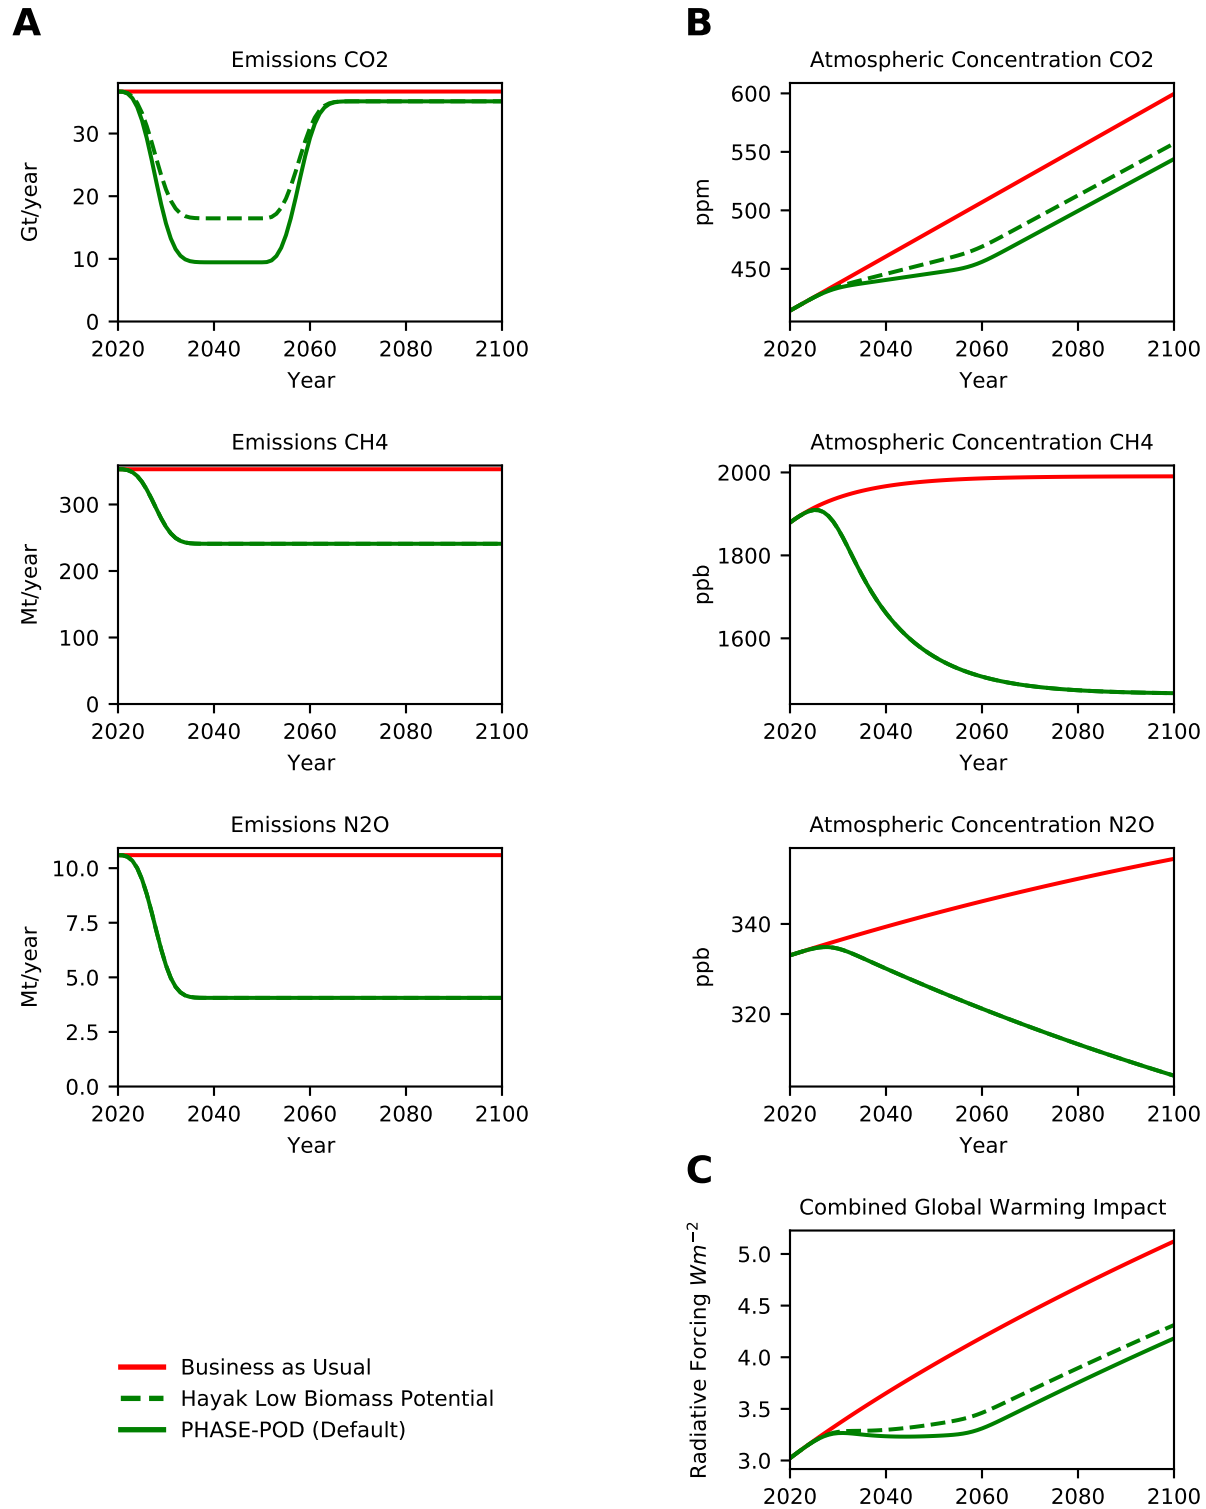 A
Emissions CO2
Gt/year
30
20
10
0
2020 2040 2060 2080 2100
Year
Emissions CH4
Mt/year
300
200
100
0
2020 2040 2060 2080 2100
Year
Emissions N2O
Mt/year
10.0
7.5
5.0
2.5
0.0
2020 2040 2060 2080 2100
Year
Business as Usual
Hayak Low Biomass Potential
PHASE-POD (Default)
B
Atmospheric Concentration CO2
ppm
600
550
500
450
2020 2040 2060 2080 2100
Year
Atmospheric Concentration CH4
ppb
2000
1800
1600
2020 2040 2060 2080 2100
Year
Atmospheric Concentration N2O
ppb
340
320
2020 2040 2060 2080 2100
Year
C
Combined Global Warming Impact
Radiative Forcing Wm⁻²
5.0
4.5
4.0
3.5
3.0
2020 2040 2060 2080 2100